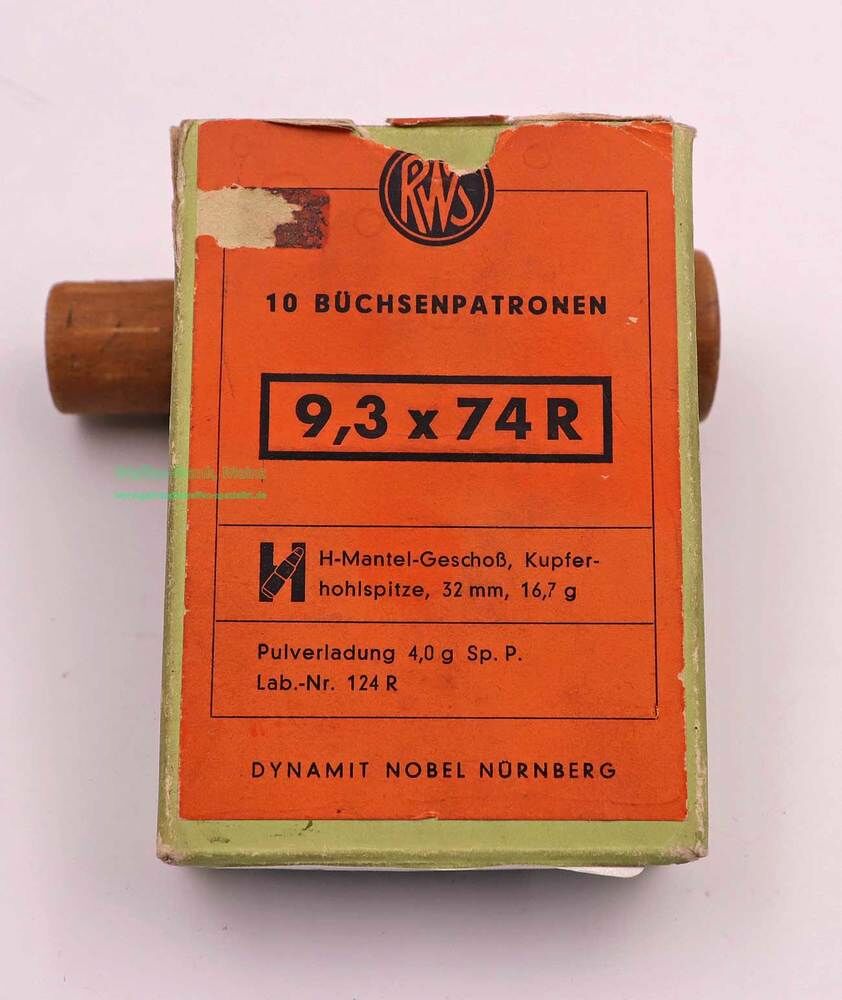 RWS
10 BÜCHSENPATRONEN
9,3 x 74 R
H
H-Mantel-Geschoß, Kupfer-
hohlspitze, 32 mm, 16,7 g
Pulverladung 4,0 g Sp. P.
Lab.-Nr. 124 R
DYNAMIT NOBEL NÜRNBERG